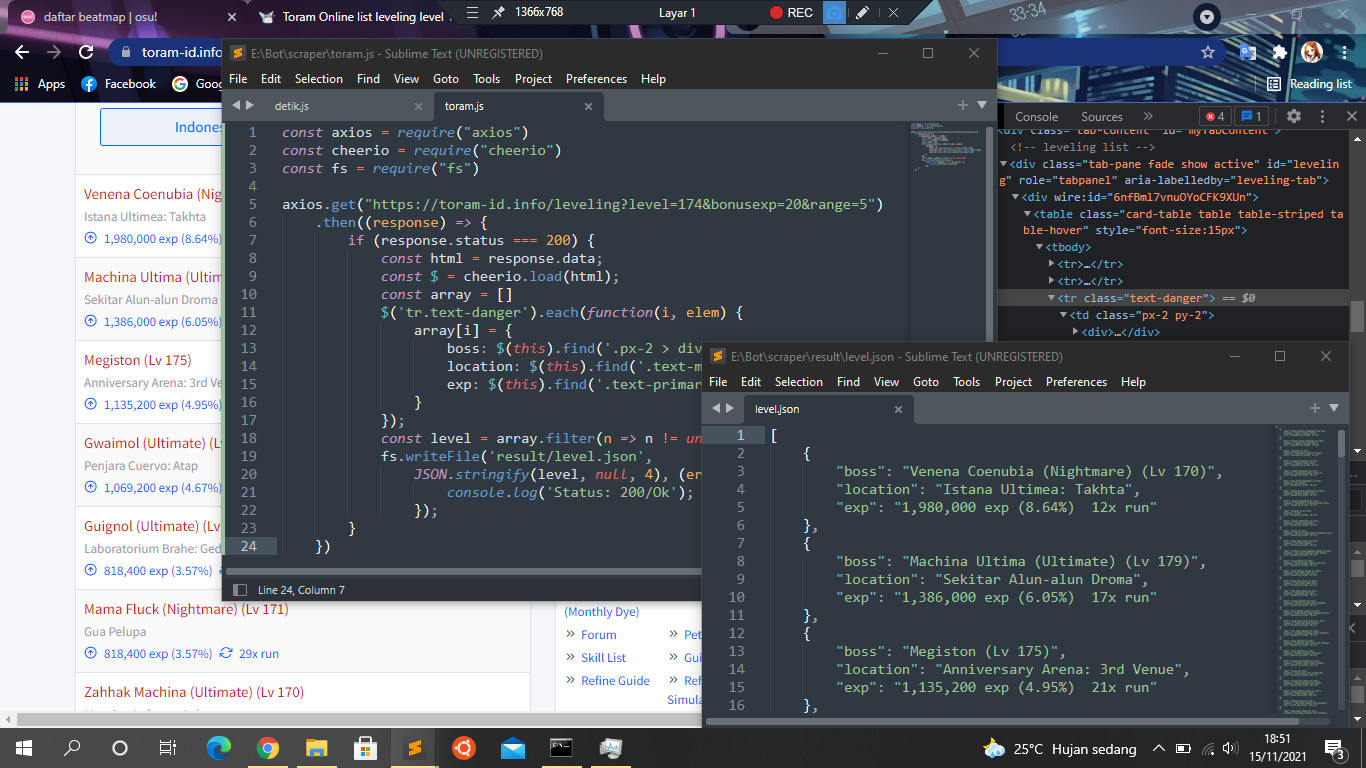 daftar beatmap | osu!
Toram Online list leveling level
1366x768
Layar 1
REC
33-34
toram-id.info
Apps
Facebook
Goo
Reading list
E:\Bot\scraper\toram.js - Sublime Text (UNREGISTERED)
File Edit Selection Find View Goto Tools Project Preferences Help
detik.js
toram.js
1 const axios = require("axios")
2 const cheerio = require("cheerio")
3 const fs = require("fs")
4
5 axios.get("https://toram-id.info/leveling?level=174&bonusexp=20&range=5")
6 .then((response) => {
7 if (response.status === 200) {
8 const html = response.data;
9 const $ = cheerio.load(html);
10 const array = []
11 $('tr.text-danger').each(function(i, elem) {
12 array[i] = {
13 boss: $(this).find('.px-2 > div
14 location: $(this).find('.text-m
15 exp: $(this).find('.text-primar
16 }
17 });
18 const level = array.filter(n => n != un
19 fs.writeFile('result/level.json',
20 JSON.stringify(level, null, 4), (er
21 console.log('Status: 200/Ok');
22 });
23 }
24 })
Line 24, Column 7
Indones
Venena Coenubia (Nig
Istana Ultimea: Takhta
1,980,000 exp (8.64%)
Machina Ultima (Ultim
Sekitar Alun-alun Droma
1,386,000 exp (6.05%)
Megiston (Lv 175)
Anniversary Arena: 3rd Ve
1,135,200 exp (4.95%)
Gwaimol (Ultimate) (L
Penjara Cuervo: Atap
1,069,200 exp (4.67%)
Guignol (Ultimate) (Lv
Laboratorium Brahe: Ged
818,400 exp (3.57%)
Mama Fluck (Nightmare) (Lv 171)
Gua Pelupa
818,400 exp (3.57%) 29x run
Zahhak Machina (Ultimate) (Lv 170)
(Monthly Dye)
» Forum
» Pet
» Skill List
» Gui
» Refine Guide
» Ref
Simula
Console
Sources
»
4
1
<div class="tab-content" id="myTabContent">
<!-- leveling list -->
<div class="tab-pane fade show active" id="levelin
g" role="tabpanel" aria-labelledby="leveling-tab">
<div wire:id="6nfBml7vnuOYoCFK9XUn">
<table class="card-table table table-striped ta
ble-hover" style="font-size:15px">
<tbody>
<tr>…</tr>
<tr>…</tr>
<tr class="text-danger"> == $0
<td class="px-2 py-2">
<div>…</div>
E:\Bot\scraper\result\level.json - Sublime Text (UNREGISTERED)
File Edit Selection Find View Goto Tools Project Preferences Help
level.json
1 [
2 {
3 "boss": "Venena Coenubia (Nightmare) (Lv 170)",
4 "location": "Istana Ultimea: Takhta",
5 "exp": "1,980,000 exp (8.64%)  12x run"
6 },
7 {
8 "boss": "Machina Ultima (Ultimate) (Lv 179)",
9 "location": "Sekitar Alun-alun Droma",
10 "exp": "1,386,000 exp (6.05%)  17x run"
11 },
12 {
13 "boss": "Megiston (Lv 175)",
14 "location": "Anniversary Arena: 3rd Venue",
15 "exp": "1,135,200 exp (4.95%)  21x run"
16 },
25°C Hujan sedang
18:51
15/11/2021
3